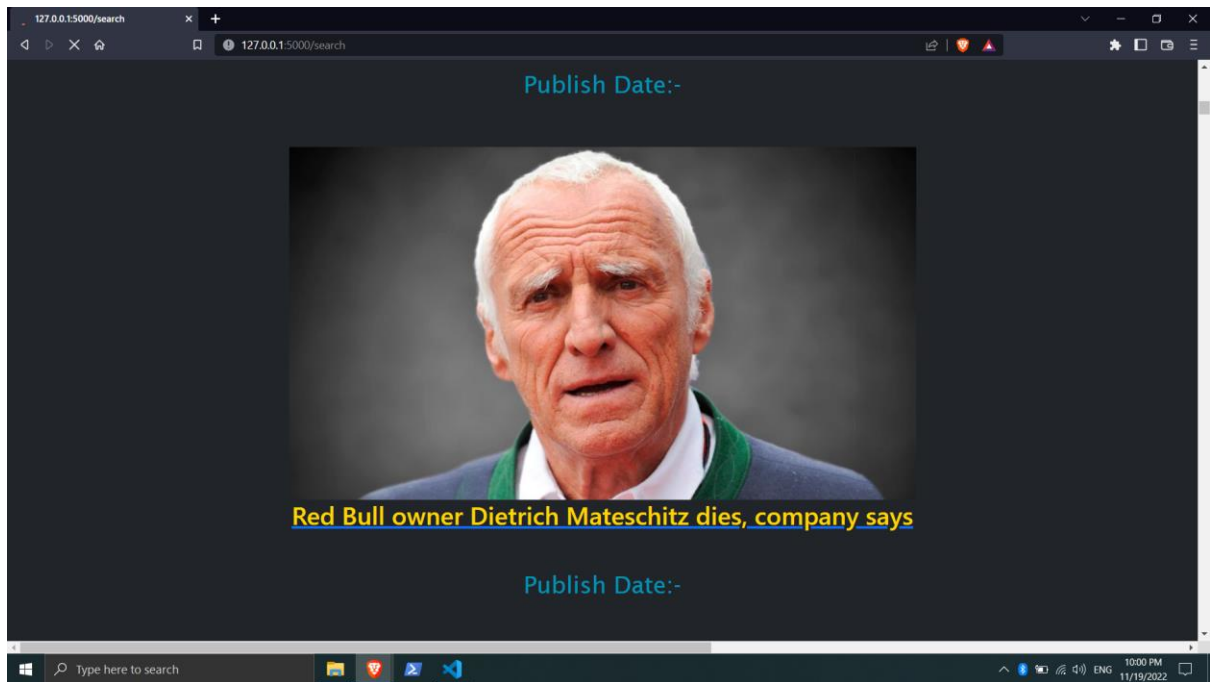 127.0.0.1:5000/search
127.0.0.1:5000/search
Publish Date:-
Red Bull owner Dietrich Mateschitz dies, company says
Publish Date:-
Type here to search
ENG
10:00 PM
11/19/2022